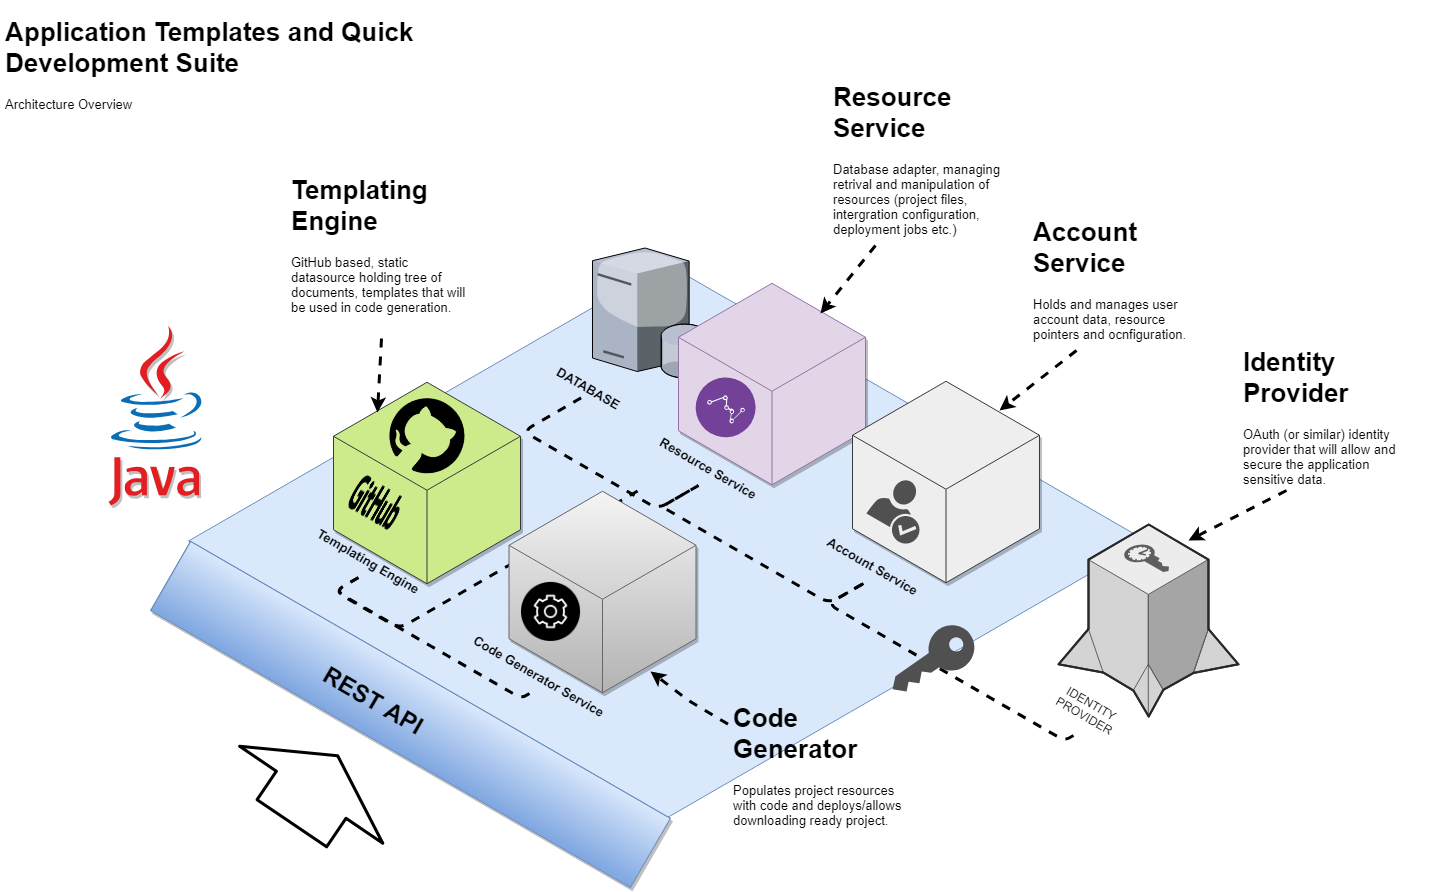 Application Templates and Quick
Development Suite
Architecture Overview
Resource
Service
Database adapter, managing
retrival and manipulation of
resources (project files,
intergration configuration,
deployment jobs etc.)
Templating
Engine
GitHub based, static
datasource holding tree of
documents, templates that will
be used in code generation.
Account
Service
Holds and manages user
account data, resource
pointers and ocnfiguration.
Identity
Provider
OAuth (or similar) identity
provider that will allow and
secure the application
sensitive data.
Java
GitHub
DATABASE
Resource Service
Templating Engine
Account Service
Code Generator Service
REST API
IDENTITY
PROVIDER
Code
Generator
Populates project resources
with code and deploys/allows
downloading ready project.